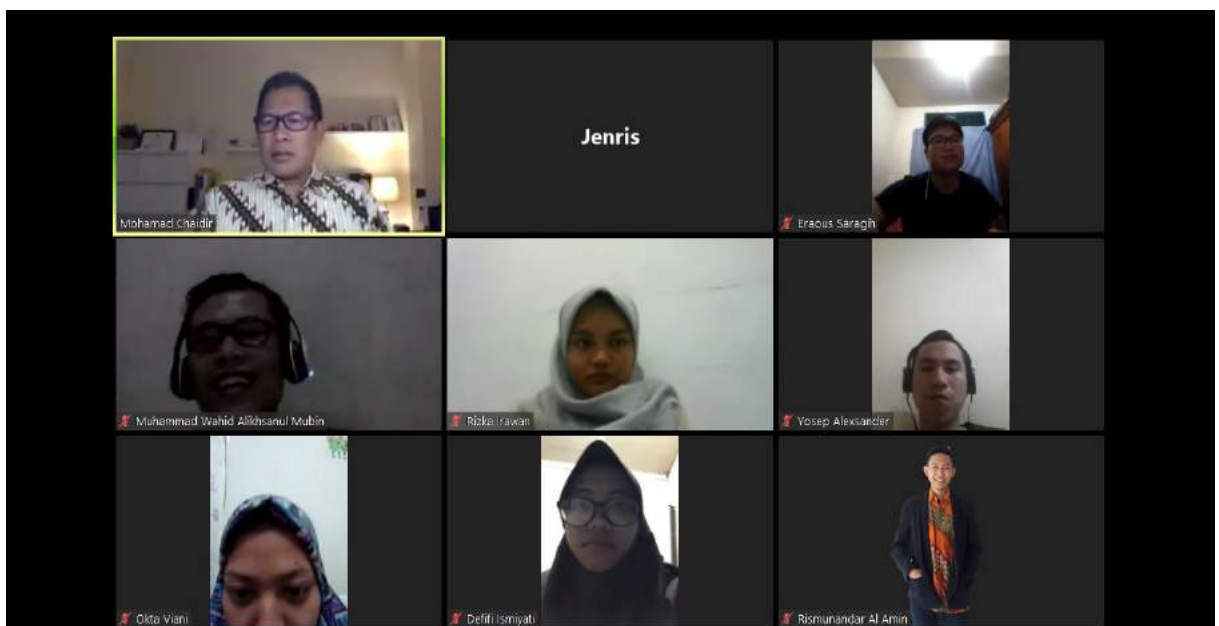 Mohamad Chaidir
Jenris
Eraous Saragih
Muhammad Wahid Alikhsanul Mubin
Rizka Irawan
Yosep Alexsander
Okta Viani
Defifi Ismiyati
Rismunandar Al Amin